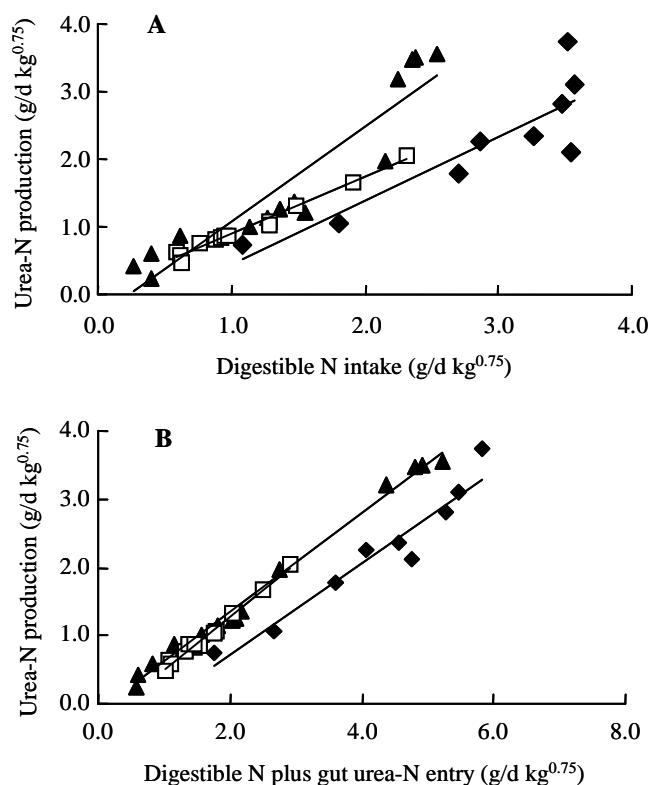 A
Urea-N production (g/d kg^0.75)
4.0
3.0
2.0
1.0
0.0
0.0 1.0 2.0 3.0 4.0
Digestible N intake (g/d kg^0.75)
B
Urea-N production (g/d kg^0.75)
4.0
3.0
2.0
1.0
0.0
0.0 2.0 4.0 6.0 8.0
Digestible N plus gut urea-N entry (g/d kg^0.75)